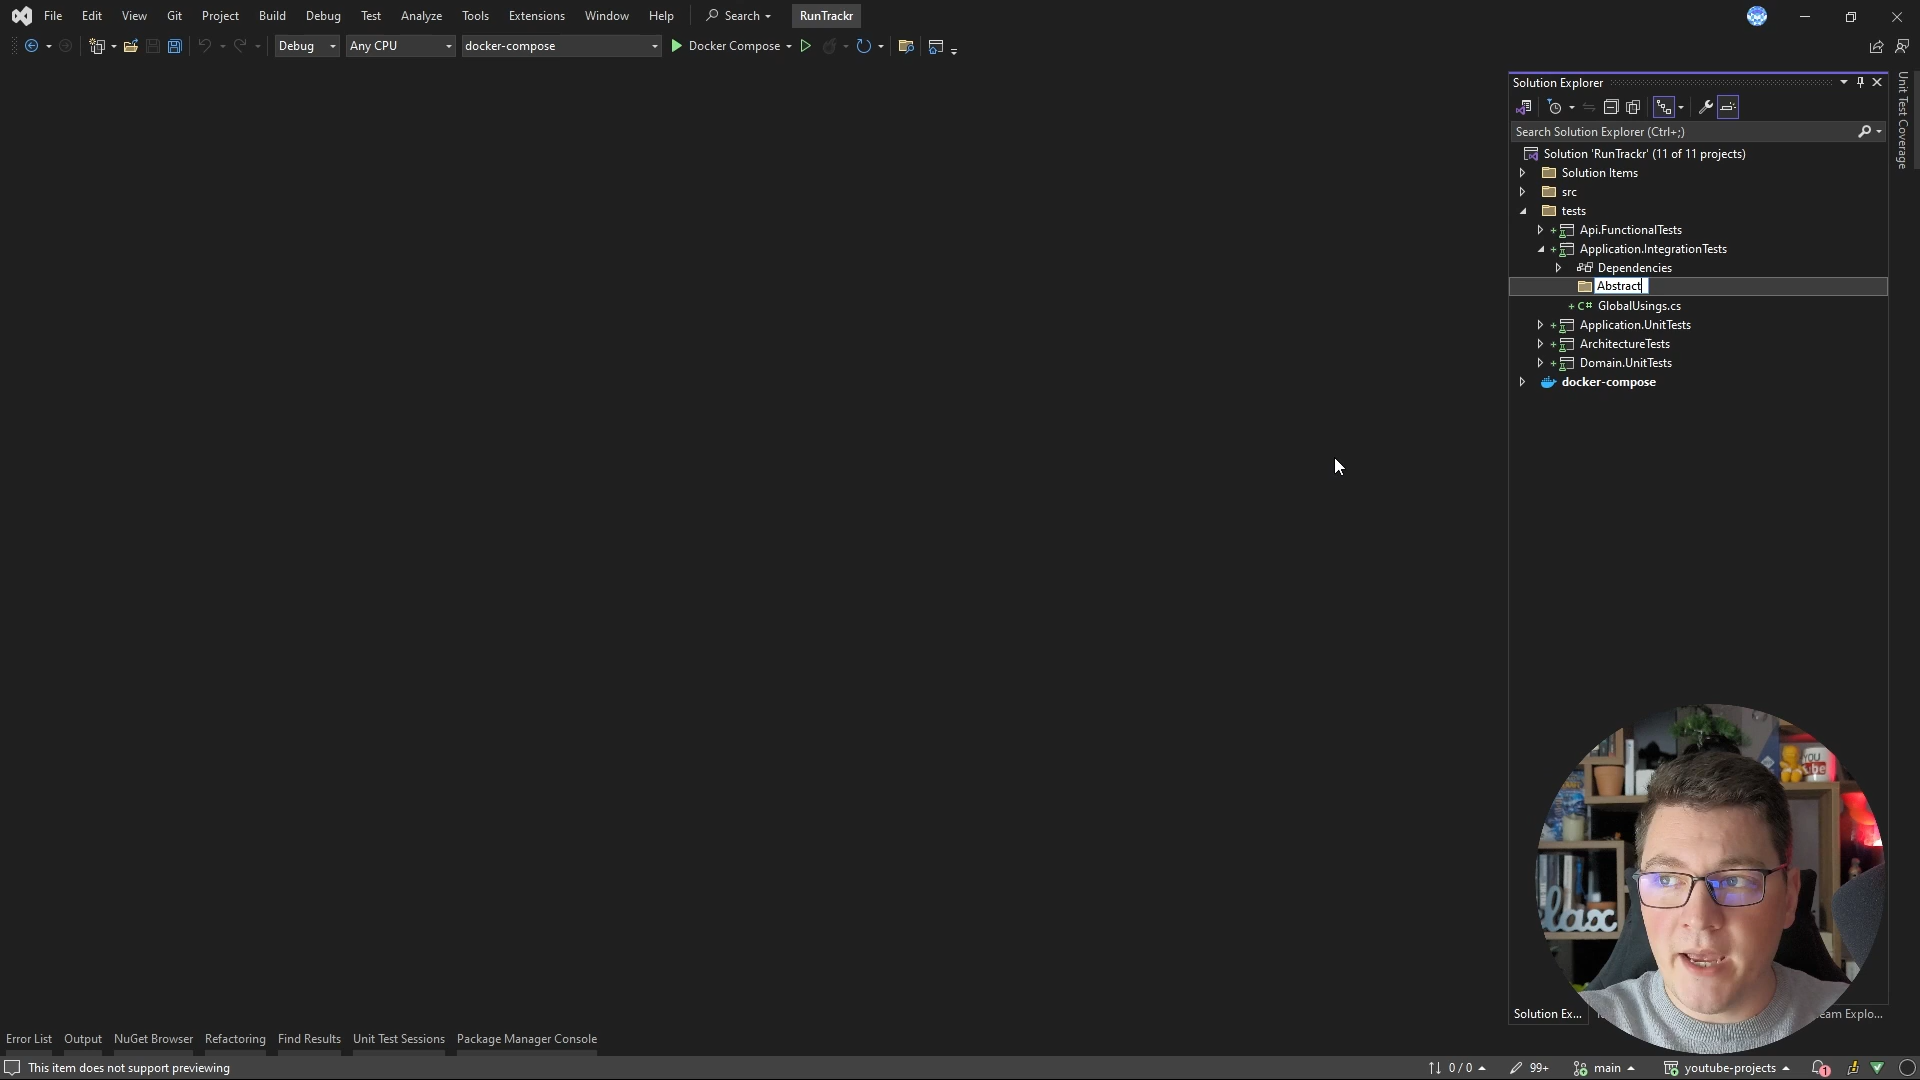 File Edit View Git Project Build Debug Test Analyze Tools Extensions Window Help Search RunTrackr
Debug Any CPU docker-compose Docker Compose
Solution Explorer
Search Solution Explorer (Ctrl+;)
Solution 'RunTrackr' (11 of 11 projects)
Solution Items
src
tests
Api.FunctionalTests
Application.IntegrationTests
Dependencies
Abstract
+ C# GlobalUsings.cs
Application.UnitTests
ArchitectureTests
Domain.UnitTests
docker-compose
Unit Test Coverage
YOU
Solution Ex... eam Explo...
Error List Output NuGet Browser Refactoring Find Results Unit Test Sessions Package Manager Console
This item does not support previewing 0 / 0 99+ main youtube-projects 1